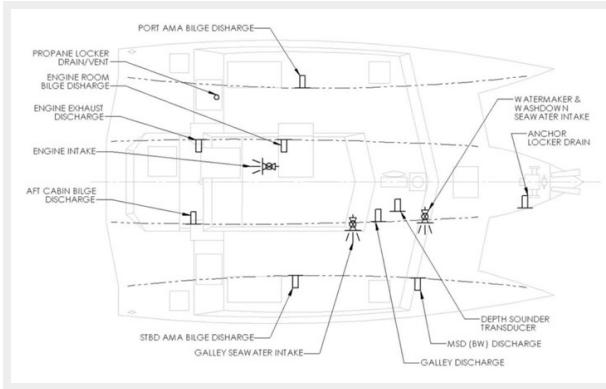 PORT AMA BILGE DISHARGE
PROPANE LOCKER
DRAIN/VENT
ENGINE ROOM
BILGE DISHARGE
ENGINE EXHAUST
DISCHARGE
ENGINE INTAKE
AFT CABIN BILGE
DISCHARGE
STBD AMA BILGE DISHARGE
GALLEY SEAWATER INTAKE
WATERMAKER &
WASHDOWN
SEAWATER INTAKE
ANCHOR
LOCKER DRAIN
DEPTH SOUNDER
TRANSDUCER
MSD (BW) DISCHARGE
GALLEY DISCHARGE